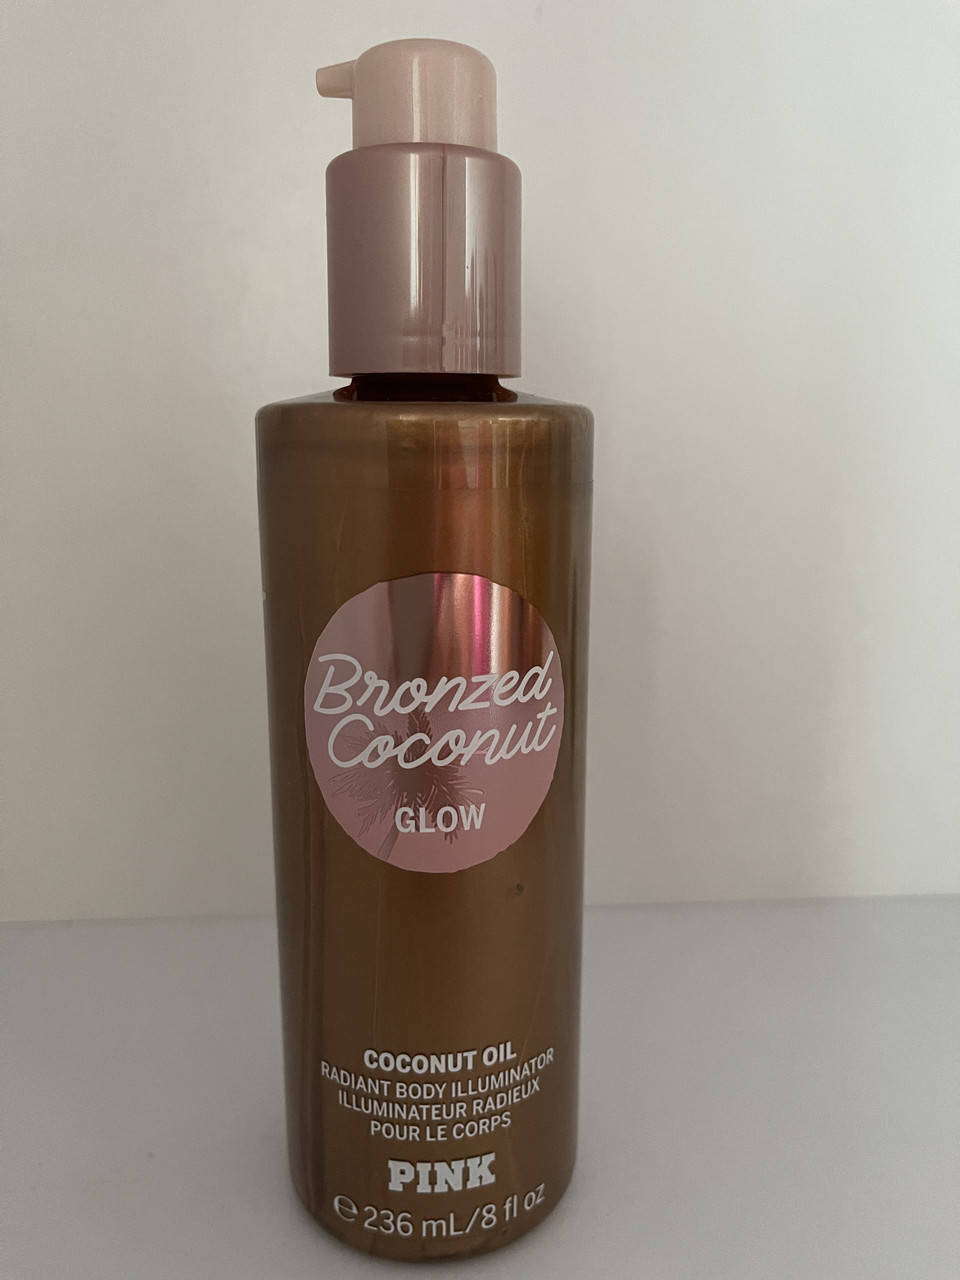 Bronzed
Coconut
GLOW
COCONUT OIL
RADIANT BODY ILLUMINATOR
ILLUMINATEUR RADIEUX
POUR LE CORPS
PINK
℮ 236 mL/8 fl oz